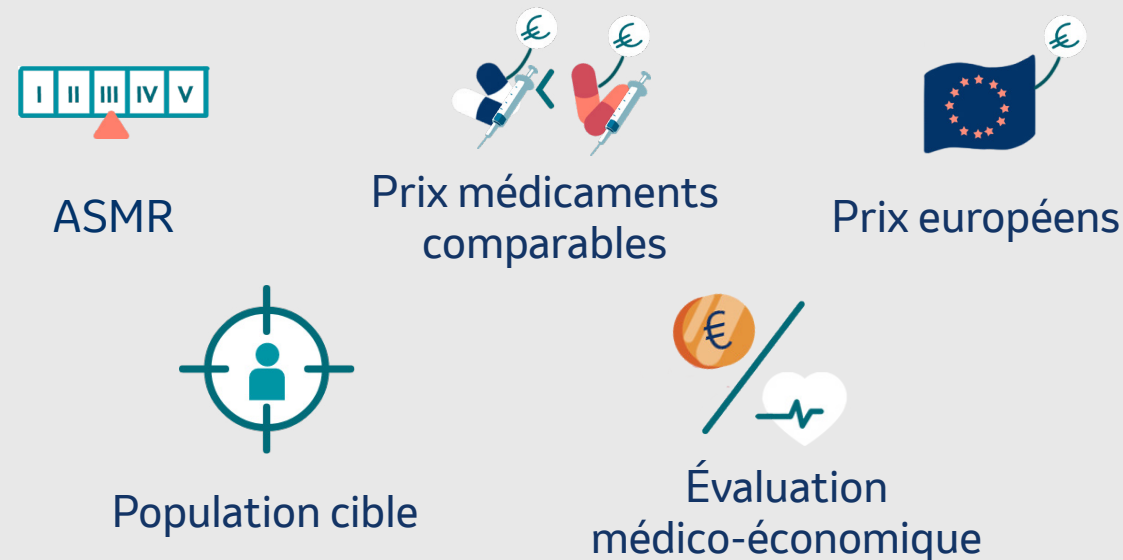 €
€
€
I II III IV V
ASMR
Prix médicaments
comparables
Prix européens
€
Population cible
Évaluation
médico-économique